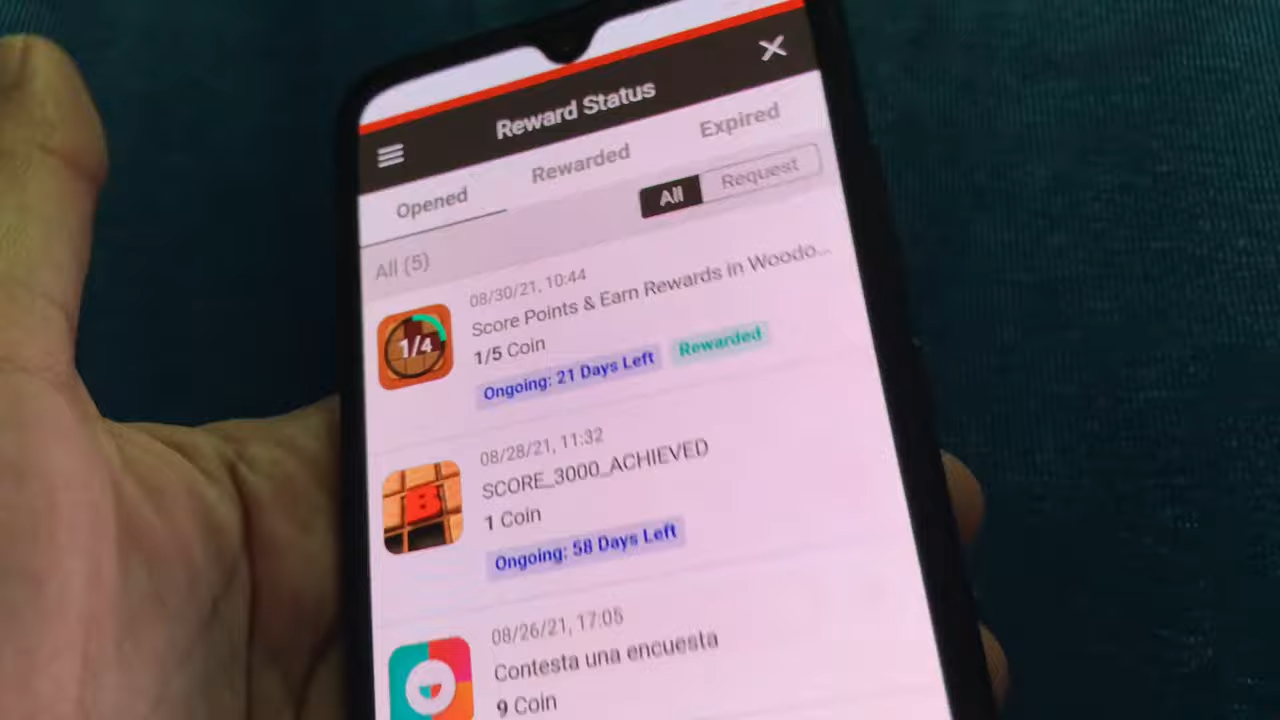 Reward Status
Opened
Rewarded
Expired
All
Request
All (5)
08/30/21, 10:44
Score Points & Earn Rewards in Woodo...
1/4
1/5 Coin
Ongoing: 21 Days Left
Rewarded
08/28/21, 11:32
SCORE_3000_ACHIEVED
B
1 Coin
Ongoing: 58 Days Left
08/26/21, 17:05
Contesta una encuesta
9 Coin